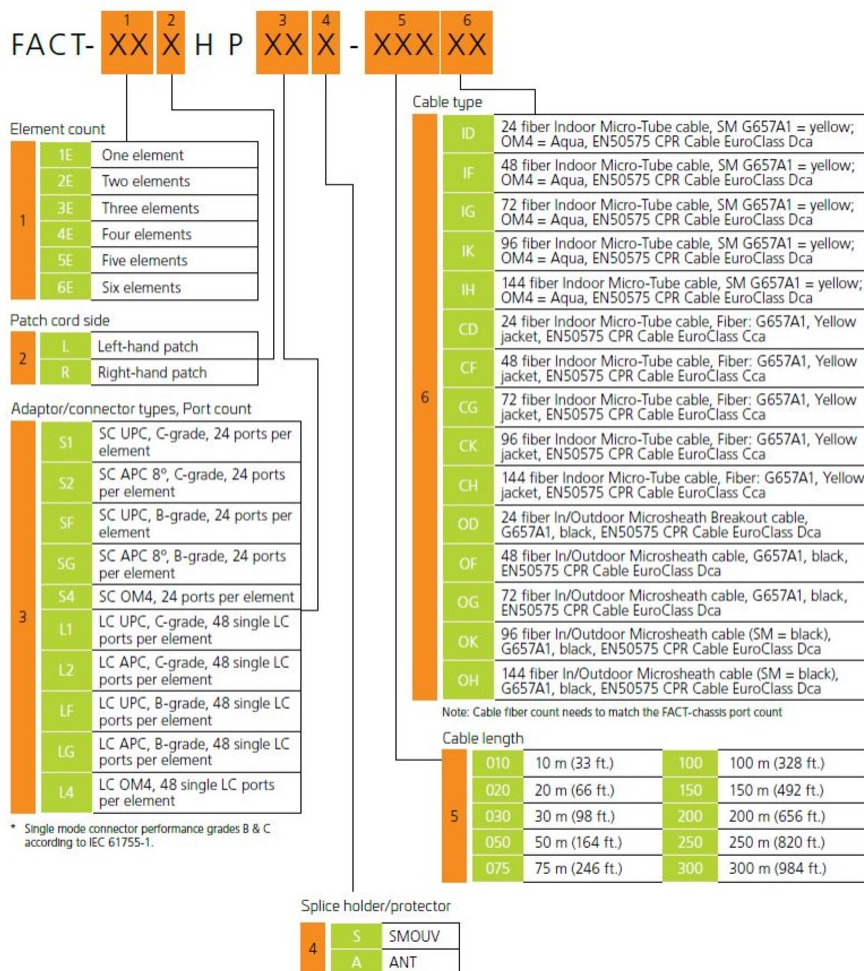 1 2 3 4 5 6
FACT- XX X H P XX X - XXX XX
Element count
1
1E One element
2E Two elements
3E Three elements
4E Four elements
5E Five elements
6E Six elements
Patch cord side
2
L Left-hand patch
R Right-hand patch
Adaptor/connector types, Port count
3
S1 SC UPC, C-grade, 24 ports per
element
S2 SC APC 8º, C-grade, 24 ports
per element
SF SC UPC, B-grade, 24 ports per
element
SG SC APC 8º, B-grade, 24 ports
per element
S4 SC OM4, 24 ports per element
L1 LC UPC, C-grade, 48 single LC
ports per element
L2 LC APC, C-grade, 48 single LC
ports per element
LF LC UPC, B-grade, 48 single LC
ports per element
LG LC APC, B-grade, 48 single LC
ports per element
L4 LC OM4, 48 single LC ports
per element
* Single mode connector performance grades B & C
according to IEC 61755-1.
Cable type
6
ID 24 fiber Indoor Micro-Tube cable, SM G657A1 = yellow;
OM4 = Aqua, EN50575 CPR Cable EuroClass Dca
IF 48 fiber Indoor Micro-Tube cable, SM G657A1 = yellow;
OM4 = Aqua, EN50575 CPR Cable EuroClass Dca
IG 72 fiber Indoor Micro-Tube cable, SM G657A1 = yellow;
OM4 = Aqua, EN50575 CPR Cable EuroClass Dca
IK 96 fiber Indoor Micro-Tube cable, SM G657A1 = yellow;
OM4 = Aqua, EN50575 CPR Cable EuroClass Dca
IH 144 fiber Indoor Micro-Tube cable, SM G657A1 = yellow;
OM4 = Aqua, EN50575 CPR Cable EuroClass Dca
CD 24 fiber Indoor Micro-Tube cable, Fiber: G657A1, Yellow
jacket, EN50575 CPR Cable EuroClass Cca
CF 48 fiber Indoor Micro-Tube cable, Fiber: G657A1, Yellow
jacket, EN50575 CPR Cable EuroClass Cca
CG 72 fiber Indoor Micro-Tube cable, Fiber: G657A1, Yellow
jacket, EN50575 CPR Cable EuroClass Cca
CK 96 fiber Indoor Micro-Tube cable, Fiber: G657A1, Yellow
jacket, EN50575 CPR Cable EuroClass Cca
CH 144 fiber Indoor Micro-Tube cable, Fiber: G657A1, Yellow
jacket, EN50575 CPR Cable EuroClass Cca
OD 24 fiber In/Outdoor Microsheath Breakout cable,
G657A1, black, EN50575 CPR Cable EuroClass Dca
OF 48 fiber In/Outdoor Microsheath cable, G657A1, black,
EN50575 CPR Cable EuroClass Dca
OG 72 fiber In/Outdoor Microsheath cable, G657A1, black,
EN50575 CPR Cable EuroClass Dca
OK 96 fiber In/Outdoor Microsheath cable (SM = black),
G657A1, black, EN50575 CPR Cable EuroClass Dca
OH 144 fiber In/Outdoor Microsheath cable (SM = black),
G657A1, black, EN50575 CPR Cable EuroClass Dca
Note: Cable fiber count needs to match the FACT-chassis port count
Cable length
5
010 10 m (33 ft.) 100 100 m (328 ft.)
020 20 m (66 ft.) 150 150 m (492 ft.)
030 30 m (98 ft.) 200 200 m (656 ft.)
050 50 m (164 ft.) 250 250 m (820 ft.)
075 75 m (246 ft.) 300 300 m (984 ft.)
Splice holder/protector
4
S SMOUV
A ANT